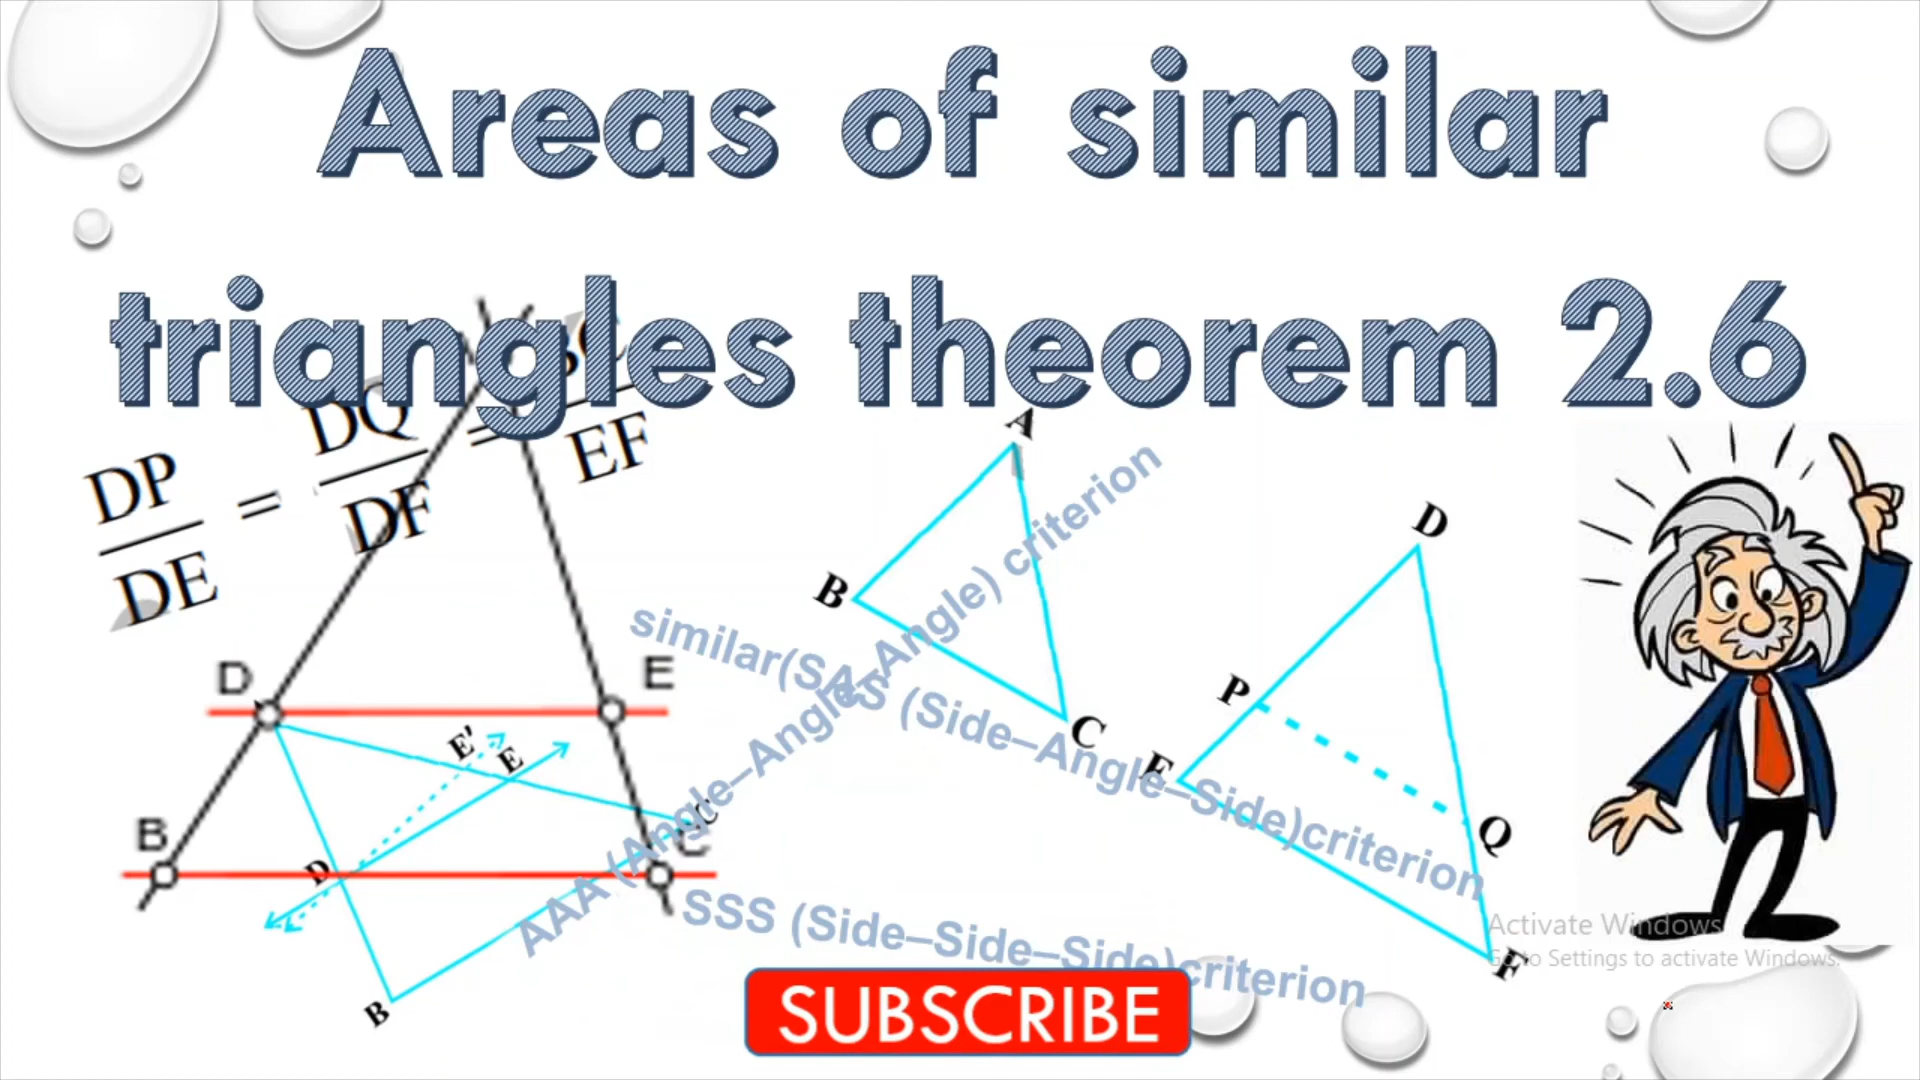 Areas of similar
triangles theorem 2.6
DP
DE
=
DQ
DF
=
EF
A
B
C
D
P
E
Q
F
D
E
B
C
E'
E
D
C
B
AAA (Angle–Angle–Angle) criterion
similar(SAS (Side–Angle–Side)criterion
SSS (Side–Side–Side)criterion
SUBSCRIBE
Activate Windows
Go to Settings to activate Windows.